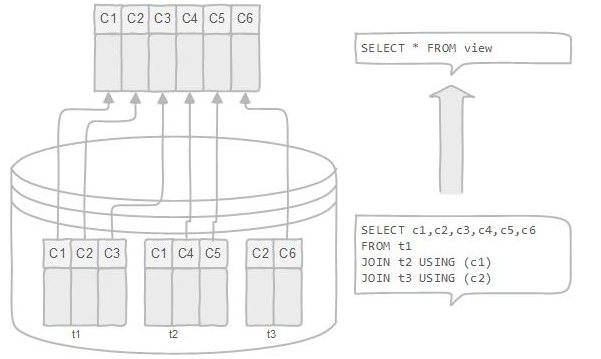 C1 C2 C3 C4 C5 C6
SELECT * FROM view
SELECT c1,c2,c3,c4,c5,c6
FROM t1
JOIN t2 USING (c1)
JOIN t3 USING (c2)
C1 C2 C3
C1 C4 C5
C2 C6
t1
t2
t3